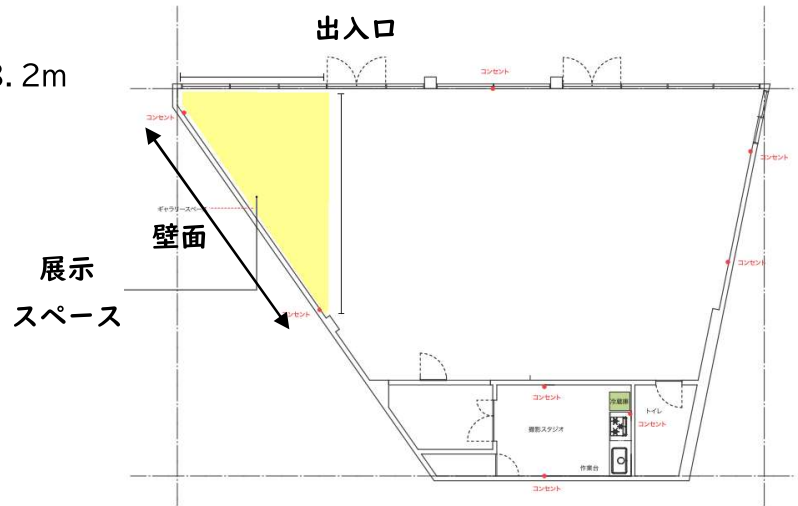 出入口
3. 2m
コンセント
コンセント
コンセント
ギャラリースペース
壁面
展示
スペース
コンセント
コンセント
コンセント
冷蔵庫
トイレ
コンセント
撮影スタジオ
作業台
コンセント